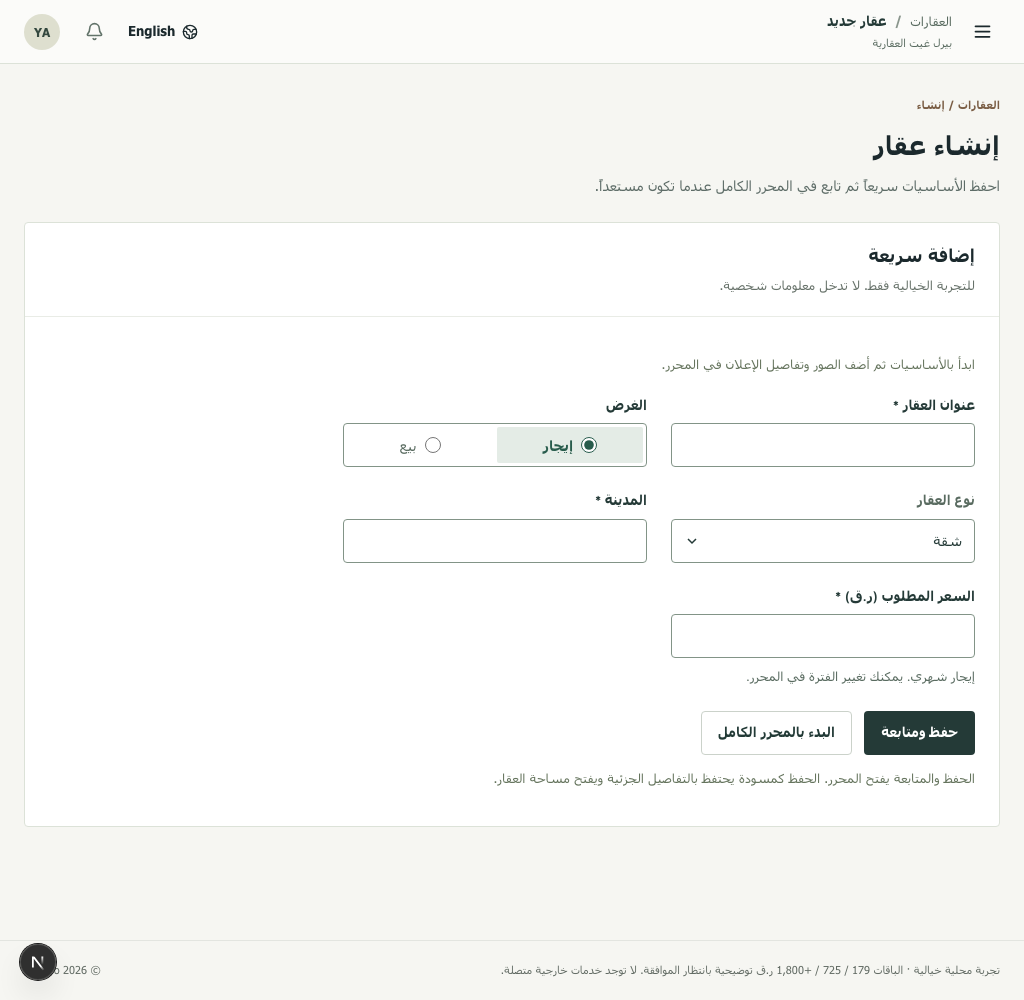 العقارات / عقار جديد
بيرل غيت العقارية
English
YA
العقارات / إنشاء
إنشاء عقار
احفظ الأساسيات سريعاً ثم تابع في المحرر الكامل عندما تكون مستعداً.
إضافة سريعة
للتجربة الخيالية فقط. لا تدخل معلومات شخصية.
ابدأ بالأساسيات ثم أضف الصور وتفاصيل الإعلان في المحرر.
عنوان العقار *
الغرض
إيجار
بيع
نوع العقار
المدينة *
شقة
السعر المطلوب (ر.ق) *
إيجار شهري. يمكنك تغيير الفترة في المحرر.
حفظ ومتابعة
البدء بالمحرر الكامل
الحفظ والمتابعة يفتح المحرر. الحفظ كمسودة يحتفظ بالتفاصيل الجزئية ويفتح مساحة العقار.
تجربة محلية خيالية · الباقات 179 / 725 / +1,800 ر.ق توضيحية بانتظار الموافقة. لا توجد خدمات خارجية متصلة.
© 2026
N